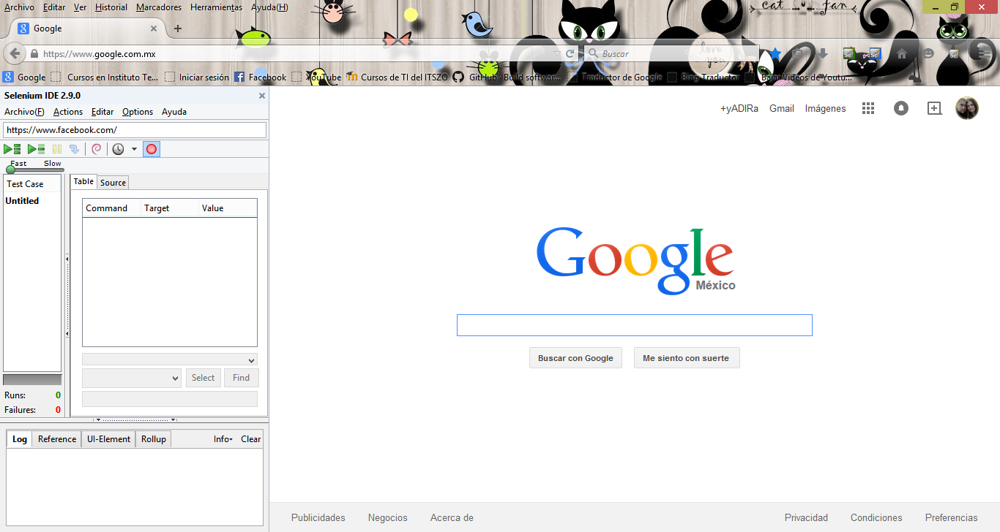 Archivo Editar Ver Historial Marcadores Herramientas Ayuda(H)
cat fan
Google
https://www.google.com.mx
Buscar
love you
Google Cursos en Instituto Te... Iniciar sesión Facebook YouTube Cursos de TI del ITSZO GitHub · Build softwar... Traductor de Google Bing Traductor Bajar Videos de Youtu...
Selenium IDE 2.9.0
Archivo(F) Actions Editar Options Ayuda
https://www.facebook.com/
Fast Slow
Test Case
Untitled
Table Source
Command Target Value
Select Find
Runs: 0
Failures: 0
Log Reference UI-Element Rollup Info Clear
+yADIRa Gmail Imágenes
Google
México
Buscar con Google Me siento con suerte
Publicidades Negocios Acerca de Privacidad Condiciones Preferencias